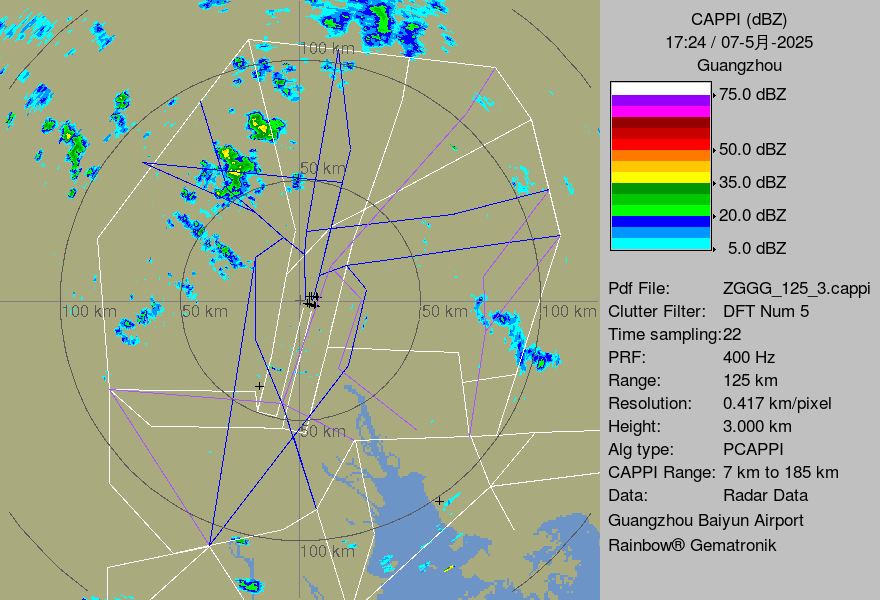 100 km
50 km
100 km
50 km
50 km
100 km
50 km
100 km
CAPPI (dBZ)
17:24 / 07-5月-2025
Guangzhou
75.0 dBZ
50.0 dBZ
35.0 dBZ
20.0 dBZ
5.0 dBZ
Pdf File: ZGGG_125_3.cappi
Clutter Filter: DFT Num 5
Time sampling:22
PRF: 400 Hz
Range: 125 km
Resolution: 0.417 km/pixel
Height: 3.000 km
Alg type: PCAPPI
CAPPI Range: 7 km to 185 km
Data: Radar Data
Guangzhou Baiyun Airport
Rainbow® Gematronik